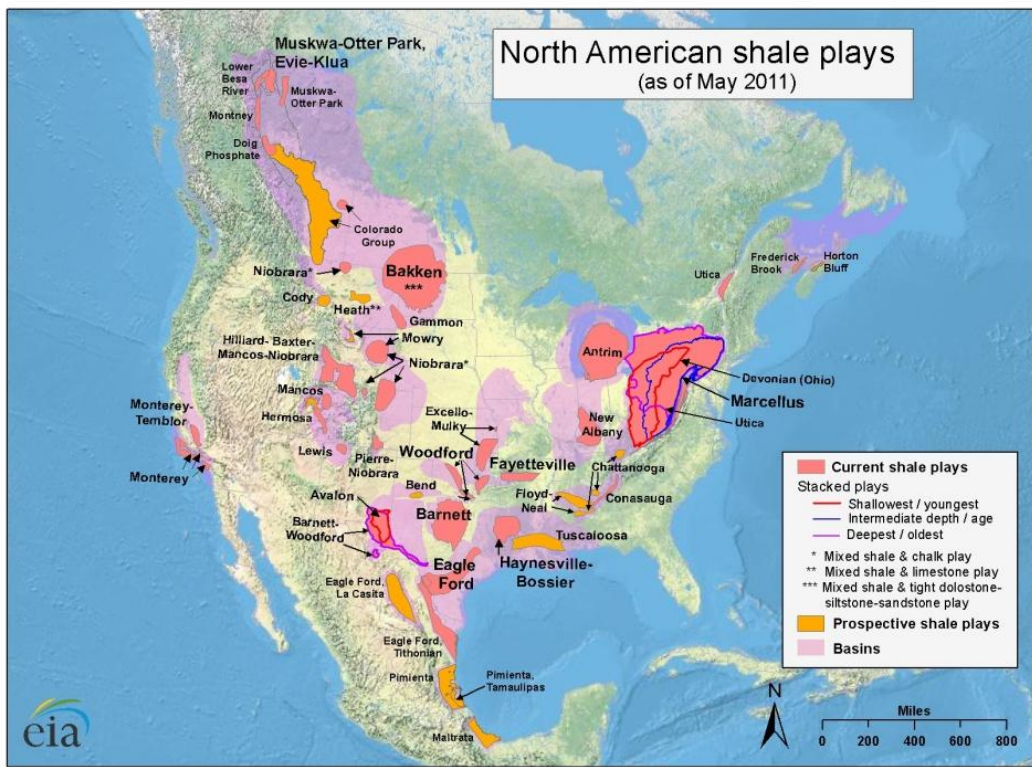 North American shale plays
(as of May 2011)
Muskwa-Otter Park,
Evie-Klua
Lower
Besa
River
Muskwa-
Otter Park
Montney
Doig
Phosphate
Colorado
Group
Niobrara*
Bakken
***
Cody
Heath**
Gammon
Mowry
Hilliard- Baxter-
Mancos-Niobrara
Niobrara*
Antrim
Utica
Frederick
Brook
Horton
Bluff
Devonian (Ohio)
Marcellus
Utica
Mancos
Hermosa
Monterey-
Temblor
Monterey
Lewis
Pierre-
Niobrara
Excello-
Mulky
New
Albany
Woodford
Fayetteville
Chattanooga
Bend
Avalon
Barnett
Floyd-
Neal
Conasauga
Barnett-
Woodford
Tuscaloosa
Haynesville-
Bossier
Eagle
Ford
Eagle Ford,
La Casita
Eagle Ford,
Tithonian
Pimienta
Pimienta,
Tamaulipas
Maltrata
Current shale plays
Stacked plays
Shallowest / youngest
Intermediate depth / age
Deepest / oldest
* Mixed shale & chalk play
** Mixed shale & limestone play
*** Mixed shale & tight dolostone-
siltstone-sandstone play
Prospective shale plays
Basins
N
Miles
0 200 400 600 800
eia